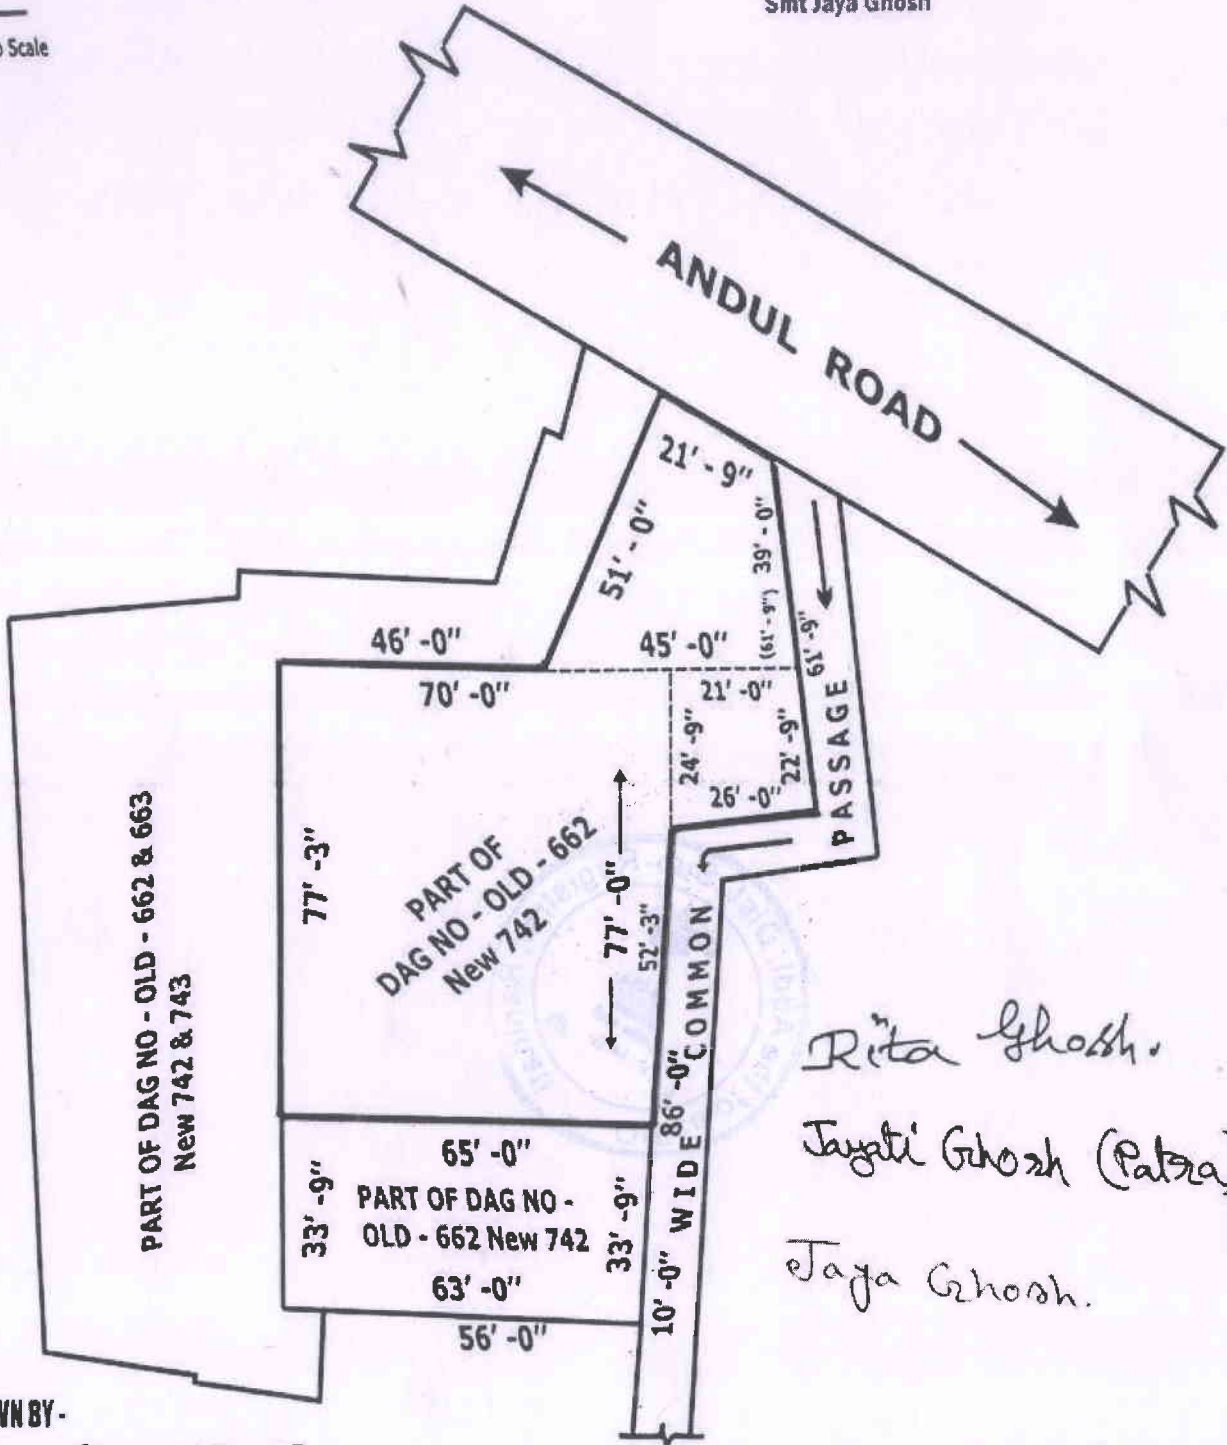 Scale
Smt Jaya Ghosh
ANDUL ROAD
21' - 9"
51' - 0"
39' - 0"
(61' - 9")
61' -9"
46' -0"
45' -0"
70' -0"
21' -0"
24' -9"
22' -9"
26' -0"
PASSAGE
PART OF DAG NO - OLD - 662 & 663
New 742 & 743
77' -3"
PART OF
DAG NO - OLD - 662
New 742
77' -0"
52' -3"
86' -0"
10' -0" WIDE COMMON
65' -0"
33' -9"
PART OF DAG NO -
OLD - 662 New 742
33' -9"
63' -0"
56' -0"
Rita Ghosh.
Jayati Ghosh (Patra)
Jaya Ghosh.
WN BY -